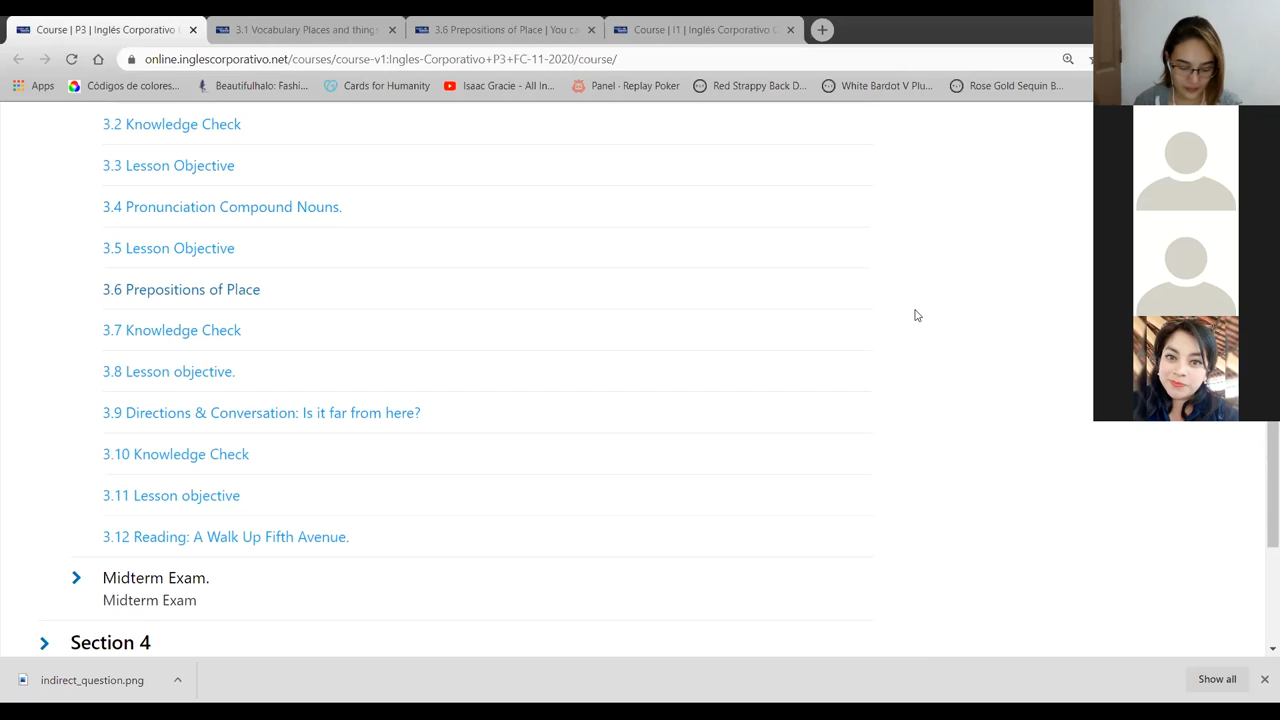 Course | P3 | Inglés Corporativo
3.1 Vocabulary Places and thing
3.6 Prepositions of Place | You ca
Course | I1 | Inglés Corporativo C
online.inglescorporativo.net/courses/course-v1:Ingles-Corporativo+P3+FC-11-2020/course/
Apps
Códigos de colores...
Beautifulhalo: Fashi...
Cards for Humanity
Isaac Gracie - All In...
Panel · Replay Poker
Red Strappy Back D...
White Bardot V Plu...
Rose Gold Sequin B...
3.2 Knowledge Check
3.3 Lesson Objective
3.4 Pronunciation Compound Nouns.
3.5 Lesson Objective
3.6 Prepositions of Place
3.7 Knowledge Check
3.8 Lesson objective.
3.9 Directions & Conversation: Is it far from here?
3.10 Knowledge Check
3.11 Lesson objective
3.12 Reading: A Walk Up Fifth Avenue.
Midterm Exam.
Midterm Exam
Section 4
indirect_question.png
Show all